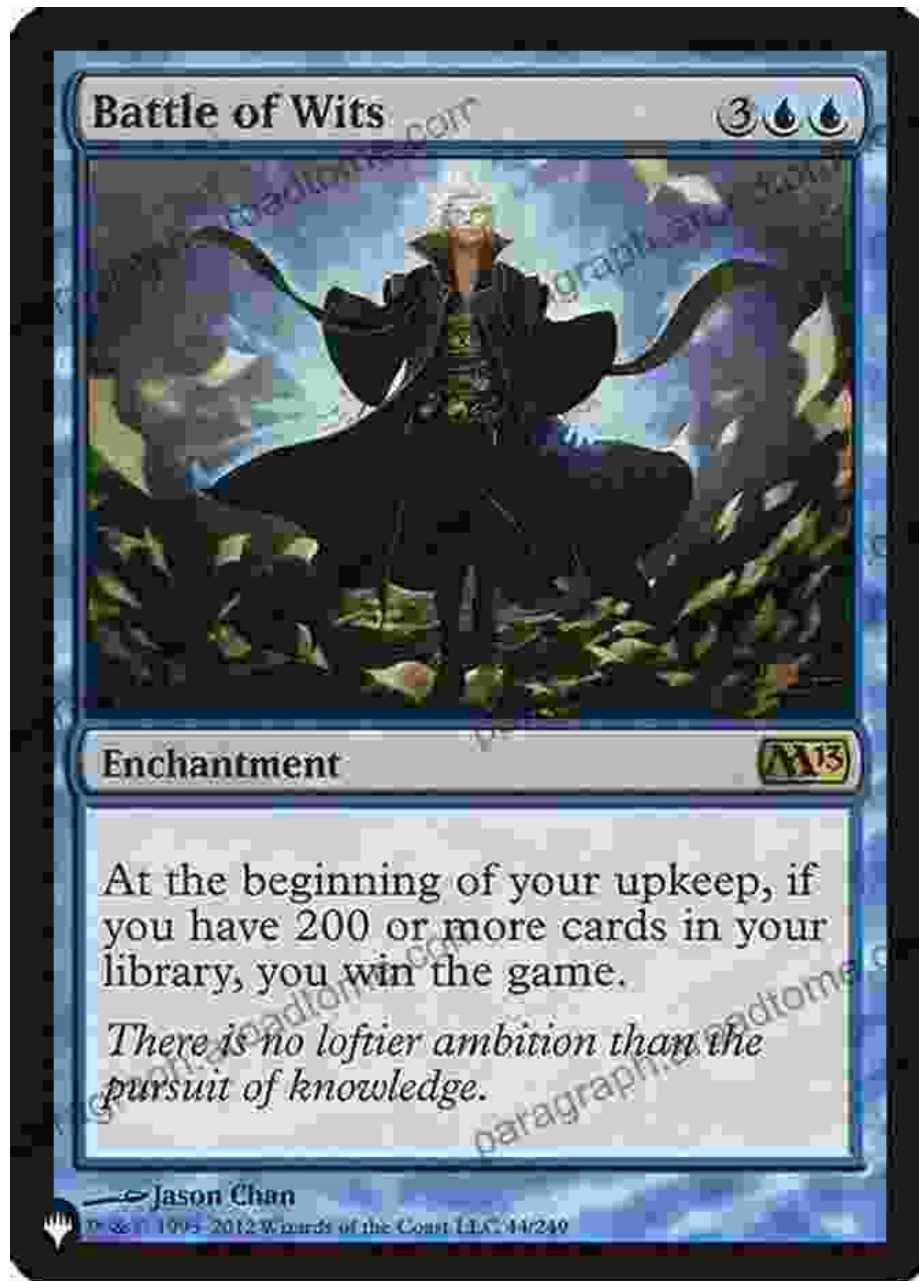 Battle of Wits
3
Enchantment
M13
At the beginning of your upkeep, if
you have 200 or more cards in your
library, you win the game.
There is no loftier ambition than the
pursuit of knowledge.
Jason Chan
1993-2012 Wizards of the Coast LLC 44/249